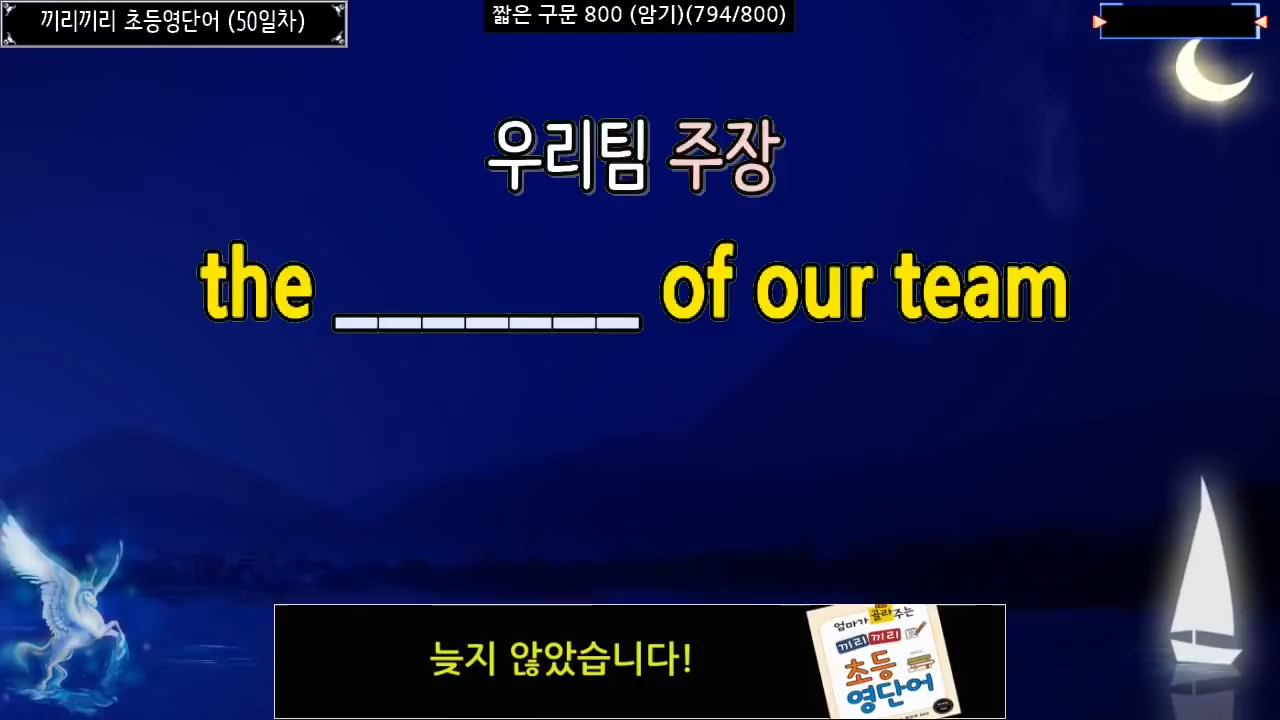 끼리끼리 초등영단어 (50일차)
짧은 구문 800 (암기)(794/800)
우리팀 주장
the _______ of our team
늦지 않았습니다!
엄마가 골라주는
끼리끼리
초등
영단어